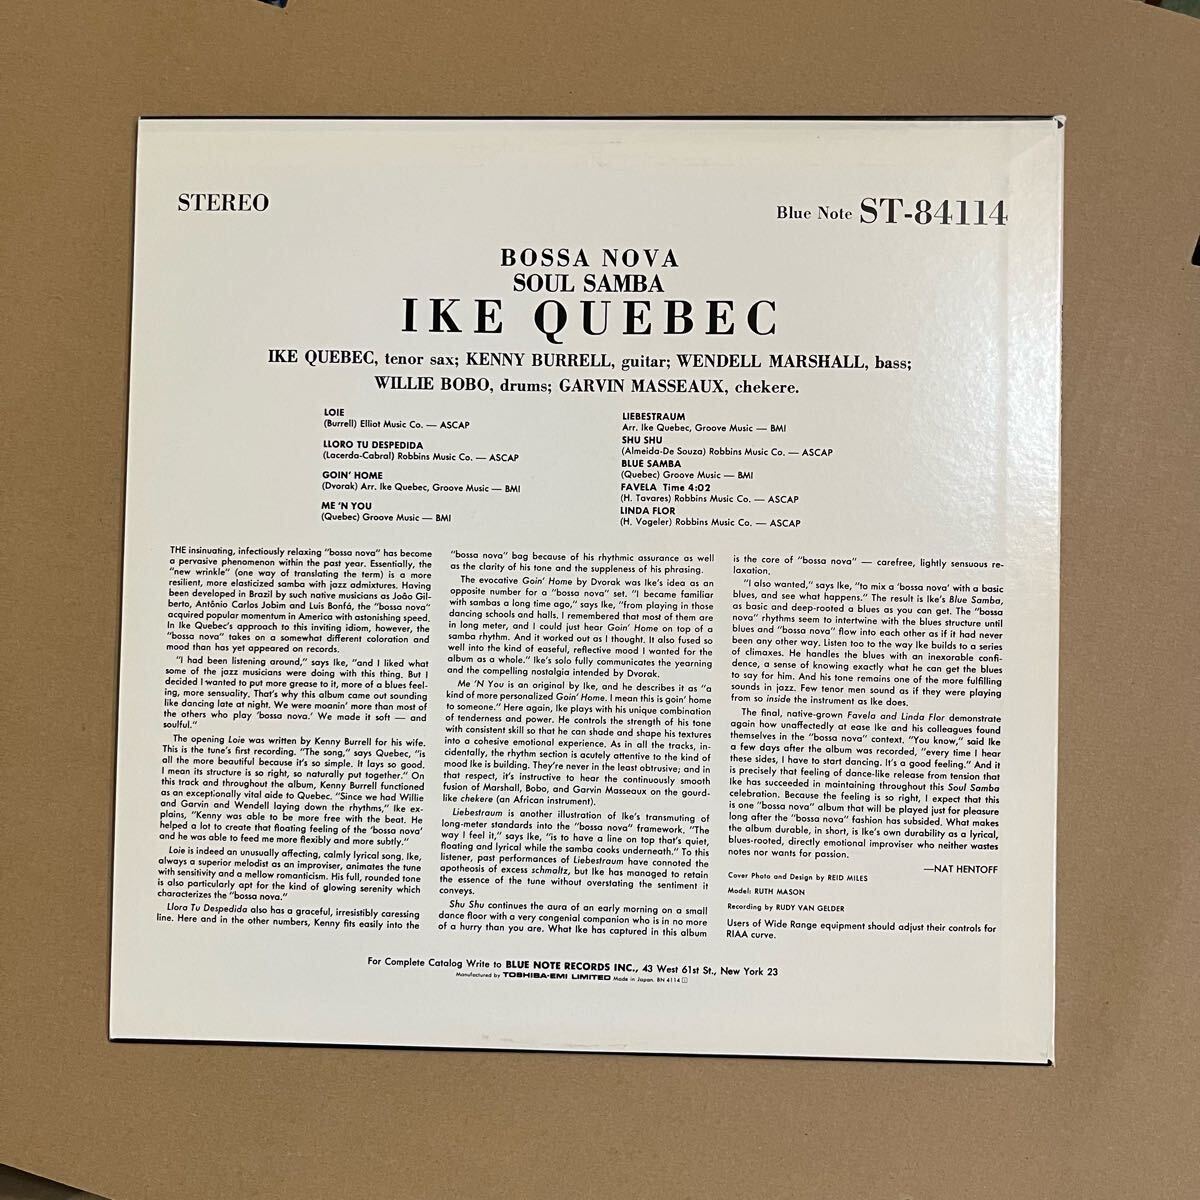 STEREO
Blue Note ST-84114
BOSSA NOVA
SOUL SAMBA
IKE QUEBEC
IKE QUEBEC, tenor sax; KENNY BURRELL, guitar; WENDELL MARSHALL, bass;
WILLIE BOBO, drums; GARVIN MASSEAUX, chekere.
LOIE
(Burrell) Elliot Music Co. — ASCAP
LLORO TU DESPEDIDA
(Lacerda-Cabral) Robbins Music Co. — ASCAP
GOIN' HOME
(Dvorak) Arr. Ike Quebec, Groove Music — BMI
ME 'N YOU
(Quebec) Groove Music — BMI
LIEBESTRAUM
Arr. Ike Quebec, Groove Music — BMI
SHU SHU
(Almeida-De Souza) Robbins Music Co. — ASCAP
BLUE SAMBA
(Quebec) Groove Music — BMI
FAVELA Time 4:02
(H. Tavares) Robbins Music Co. — ASCAP
LINDA FLOR
(H. Vogeler) Robbins Music Co. — ASCAP
THE insinuating, infectiously relaxing "bossa nova" has become
a pervasive phenomenon within the past year. Essentially, the
"new wrinkle" (one way of translating the term) is a more
resilient, more elasticized samba with jazz admixtures. Having
been developed in Brazil by such native musicians as João Gil-
berto, Antônio Carlos Jobim and Luis Bonfá, the "bossa nova"
acquired popular momentum in America with astonishing speed.
In Ike Quebec's approach to this inviting idiom, however, the
"bossa nova" takes on a somewhat different coloration and
mood than has yet appeared on records.
"I had been listening around," says Ike, "and I liked what
some of the jazz musicians were doing with this thing. But I
decided I wanted to put more grease to it, more of a blues feel-
ing, more sensuality. That's why this album came out sounding
like dancing late at night. We were moanin' more than most of
the others who play 'bossa nova.' We made it soft — and
soulful."
The opening Loie was written by Kenny Burrell for his wife.
This is the tune's first recording. "The song," says Quebec, "is
all the more beautiful because it's so simple. It lays so good.
I mean its structure is so right, so naturally put together." On
this track and throughout the album, Kenny Burrell functioned
as an exceptionally vital aide to Quebec. "Since we had Willie
and Garvin and Wendell laying down the rhythms," Ike ex-
plains, "Kenny was able to be more free with the beat. He
helped a lot to create that floating feeling of the 'bossa nova'
and he was able to feed me more flexibly and more subtly."
Loie is indeed an unusually affecting, calmly lyrical song. Ike,
always a superior melodist as an improviser, animates the tune
with sensitivity and a mellow romanticism. His full, rounded tone
is also particularly apt for the kind of glowing serenity which
characterizes the "bossa nova."
Lloro Tu Despedida also has a graceful, irresistibly caressing
line. Here and in the other numbers, Kenny fits easily into the
"bossa nova" bag because of his rhythmic assurance as well
as the clarity of his tone and the suppleness of his phrasing.
The evocative Goin' Home by Dvorak was Ike's idea as an
opposite number for a "bossa nova" set. "I became familiar
with sambas a long time ago," says Ike, "from playing in those
dancing schools and halls. I remembered that most of them are
in long meter, and I could just hear Goin' Home on top of a
samba rhythm. And it worked out as I thought. It also fused so
well into the kind of easeful, reflective mood I wanted for the
album as a whole." Ike's solo fully communicates the yearning
and the compelling nostalgia intended by Dvorak.
Me 'N You is an original by Ike, and he describes it as "a
kind of more personalized Goin' Home. I mean this is goin' home
to someone." Here again, Ike plays with his unique combination
of tenderness and power. He controls the strength of his tone
with consistent skill so that he can shade and shape his textures
into a cohesive emotional experience. As in all the tracks, in-
cidentally, the rhythm section is acutely attentive to the kind of
mood Ike is building. They're never in the least obtrusive; and in
that respect, it's instructive to hear the continuously smooth
fusion of Marshall, Bobo, and Garvin Masseaux on the gourd-
like chekere (an African instrument).
Liebestraum is another illustration of Ike's transmuting of
long-meter standards into the "bossa nova" framework. "The
way I feel it," says Ike, "is to have a line on top that's quiet,
floating and lyrical while the samba cooks underneath." To this
listener, past performances of Liebestraum have connoted the
apotheosis of excess schmaltz, but Ike has managed to retain
the essence of the tune without overstating the sentiment it
conveys.
Shu Shu continues the aura of an early morning on a small
dance floor with a very congenial companion who is in no more
of a hurry than you are. What Ike has captured in this album
is the core of "bossa nova" — carefree, lightly sensuous re-
laxation.
"I also wanted," says Ike, "to mix a 'bossa nova' with a basic
blues, and see what happens." The result is Ike's Blue Samba,
as basic and deep-rooted a blues as you can get. The "bossa
nova" rhythms seem to intertwine with the blues structure until
blues and "bossa nova" flow into each other as if it had never
been any other way. Listen too to the way Ike builds to a series
of climaxes. He handles the blues with an inexorable confi-
dence, a sense of knowing exactly what he can get the blues
to say for him. And his tone remains one of the more fulfilling
sounds in jazz. Few tenor men sound as if they were playing
from so inside the instrument as Ike does.
The final, native-grown Favela and Linda Flor demonstrate
again how unaffectedly at ease Ike and his colleagues found
themselves in the "bossa nova" context. "You know," said Ike
a few days after the album was recorded, "every time I hear
these sides, I have to start dancing. It's a good feeling." And it
is precisely that feeling of dance-like release from tension that
Ike has succeeded in maintaining throughout this Soul Samba
celebration. Because the feeling is so right, I expect that this
is one "bossa nova" album that will be played just for pleasure
long after the "bossa nova" fashion has subsided. What makes
the album durable, in short, is Ike's own durability as a lyrical,
blues-rooted, directly emotional improviser who neither wastes
notes nor wants for passion.
—NAT HENTOFF
Cover Photo and Design by REID MILES
Model: RUTH MASON
Recording by RUDY VAN GELDER
Users of Wide Range equipment should adjust their controls for
RIAA curve.
For Complete Catalog Write to BLUE NOTE RECORDS INC., 43 West 61st St., New York 23
Manufactured by TOSHIBA-EMI LIMITED Made in Japan. BN 4114